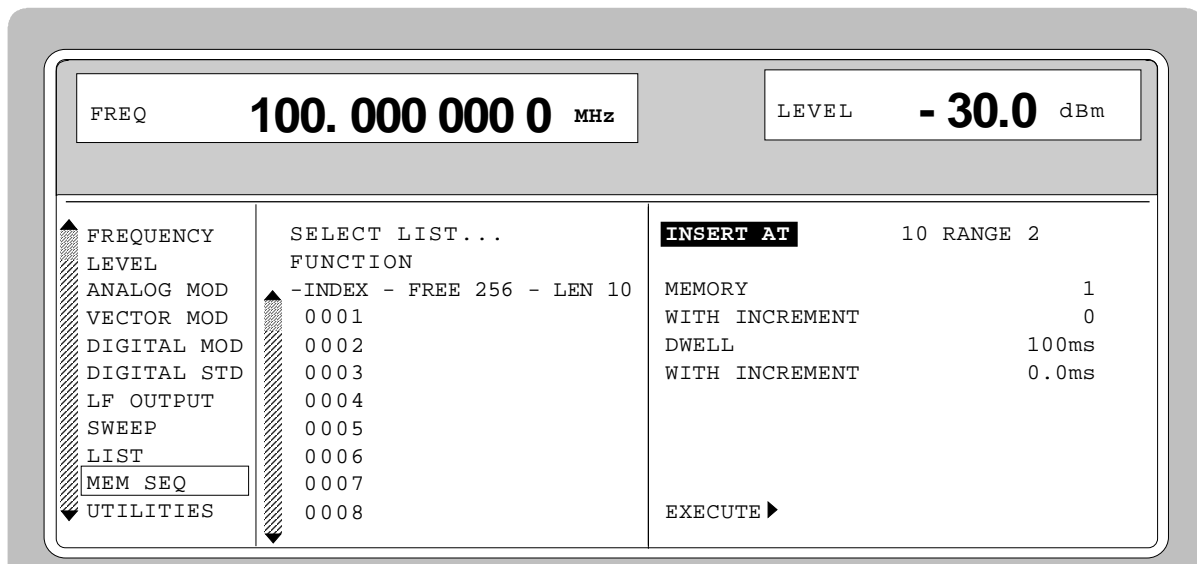 FREQ 100. 000 000 0 MHz
LEVEL - 30.0 dBm
FREQUENCY
LEVEL
ANALOG MOD
VECTOR MOD
DIGITAL MOD
DIGITAL STD
LF OUTPUT
SWEEP
LIST
MEM SEQ
UTILITIES
SELECT LIST...
FUNCTION
-INDEX - FREE 256 - LEN 10
0001
0002
0003
0004
0005
0006
0007
0008
INSERT AT 10 RANGE 2
MEMORY 1
WITH INCREMENT 0
DWELL 100ms
WITH INCREMENT 0.0ms
EXECUTE